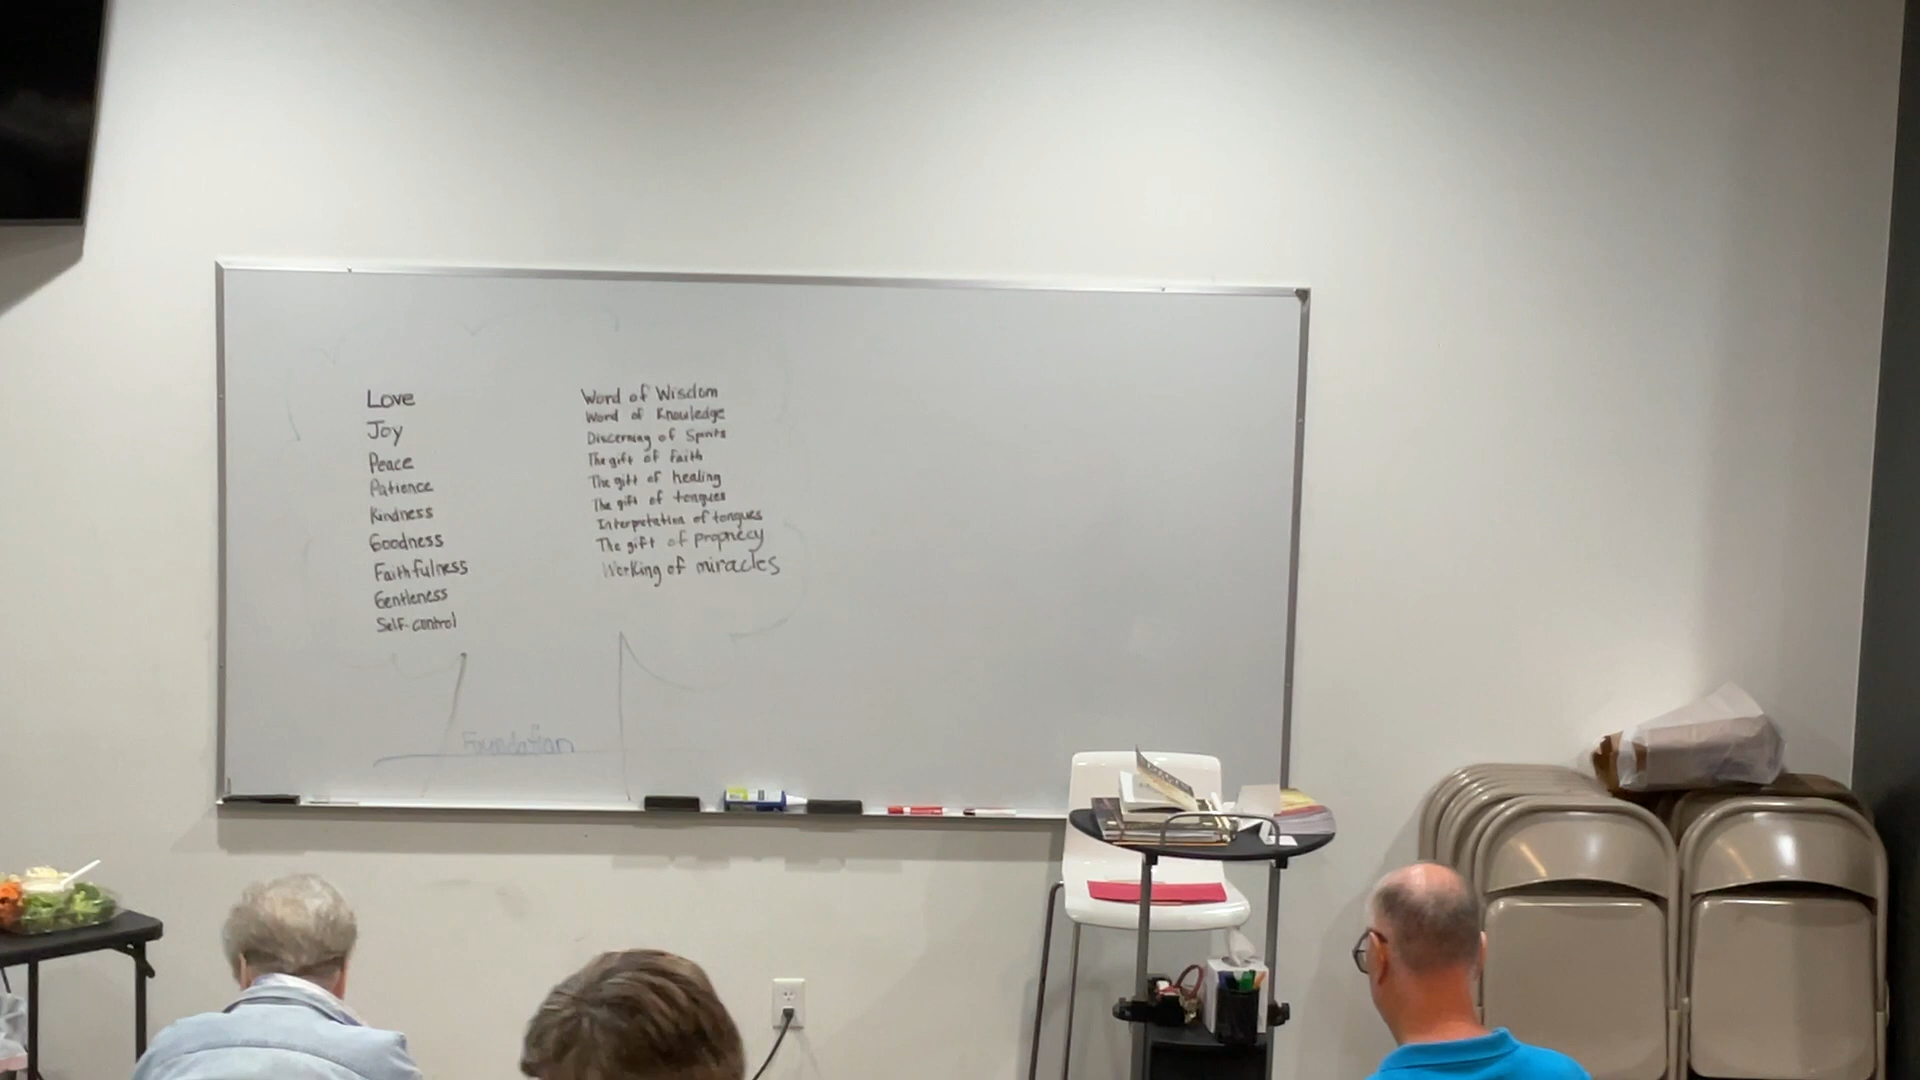 Love
Joy
Peace
Patience
Kindness
Goodness
Faithfulness
Gentleness
Self-control
Word of Wisdom
Word of Knowledge
Discerning of Spirits
The gift of Faith
The gift of healing
The gift of tongues
Interpretation of tongues
The gift of prophecy
Working of miracles
Foundation